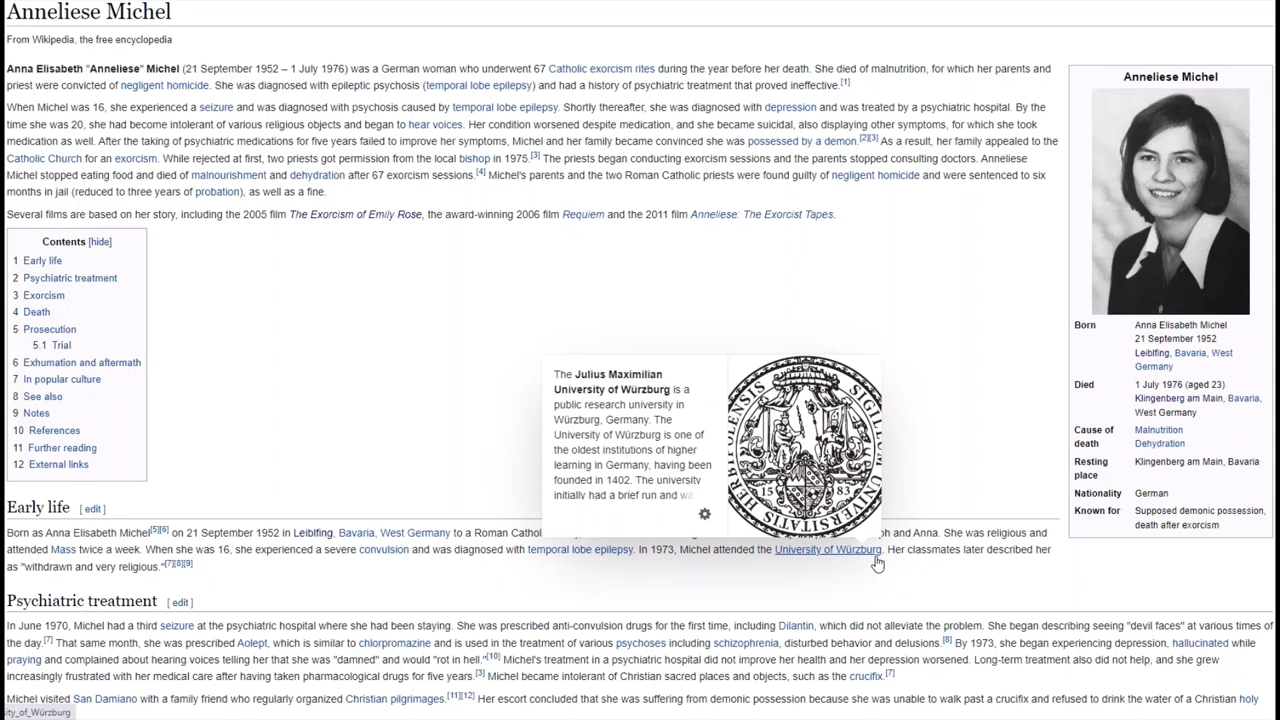 Anneliese Michel
From Wikipedia, the free encyclopedia
Anna Elisabeth "Anneliese" Michel (21 September 1952 – 1 July 1976) was a German woman who underwent 67 Catholic exorcism rites during the year before her death. She died of malnutrition, for which her parents and
priest were convicted of negligent homicide. She was diagnosed with epileptic psychosis (temporal lobe epilepsy) and had a history of psychiatric treatment that proved ineffective.[1]
When Michel was 16, she experienced a seizure and was diagnosed with psychosis caused by temporal lobe epilepsy. Shortly thereafter, she was diagnosed with depression and was treated by a psychiatric hospital. By the
time she was 20, she had become intolerant of various religious objects and began to hear voices. Her condition worsened despite medication, and she became suicidal, also displaying other symptoms, for which she took
medication as well. After the taking of psychiatric medications for five years failed to improve her symptoms, Michel and her family became convinced she was possessed by a demon.[2][3] As a result, her family appealed to the
Catholic Church for an exorcism. While rejected at first, two priests got permission from the local bishop in 1975.[3] The priests began conducting exorcism sessions and the parents stopped consulting doctors. Anneliese
Michel stopped eating food and died of malnourishment and dehydration after 67 exorcism sessions.[4] Michel's parents and the two Roman Catholic priests were found guilty of negligent homicide and were sentenced to six
months in jail (reduced to three years of probation), as well as a fine.
Several films are based on her story, including the 2005 film The Exorcism of Emily Rose, the award-winning 2006 film Requiem and the 2011 film Anneliese: The Exorcist Tapes.
Contents [hide]
1 Early life
2 Psychiatric treatment
3 Exorcism
4 Death
5 Prosecution
5.1 Trial
6 Exhumation and aftermath
7 In popular culture
8 See also
9 Notes
10 References
11 Further reading
12 External links
Anneliese Michel
Born Anna Elisabeth Michel
21 September 1952
Leiblfing, Bavaria, West
Germany
Died 1 July 1976 (aged 23)
Klingenberg am Main, Bavaria,
West Germany
Cause of death Malnutrition
Dehydration
Resting place Klingenberg am Main, Bavaria
Nationality German
Known for Supposed demonic possession,
death after exorcism
The Julius Maximilian
University of Würzburg is a
public research university in
Würzburg, Germany. The
University of Würzburg is one of
the oldest institutions of higher
learning in Germany, having been
founded in 1402. The university
initially had a brief run and wa
SIGILLUM UNIVERSITATIS HERBIPOLENSIS
15 83
Early life [ edit ]
Born as Anna Elisabeth Michel[5][6] on 21 September 1952 in Leiblfing, Bavaria, West Germany to a Roman Cathol ph and Anna. She was religious and
attended Mass twice a week. When she was 16, she experienced a severe convulsion and was diagnosed with temporal lobe epilepsy. In 1973, Michel attended the University of Würzburg. Her classmates later described her
as "withdrawn and very religious."[7][8][9]
Psychiatric treatment [ edit ]
In June 1970, Michel had a third seizure at the psychiatric hospital where she had been staying. She was prescribed anti-convulsion drugs for the first time, including Dilantin, which did not alleviate the problem. She began describing seeing "devil faces" at various times of
the day.[7] That same month, she was prescribed Aolept, which is similar to chlorpromazine and is used in the treatment of various psychoses including schizophrenia, disturbed behavior and delusions.[8] By 1973, she began experiencing depression, hallucinated while
praying and complained about hearing voices telling her that she was "damned" and would "rot in hell."[10] Michel's treatment in a psychiatric hospital did not improve her health and her depression worsened. Long-term treatment also did not help, and she grew
increasingly frustrated with her medical care after having taken pharmacological drugs for five years.[3] Michel became intolerant of Christian sacred places and objects, such as the crucifix.[7]
Michel visited San Damiano with a family friend who regularly organized Christian pilgrimages.[11][12] Her escort concluded that she was suffering from demonic possession because she was unable to walk past a crucifix and refused to drink the water of a Christian holy
ity_of_Würzburg